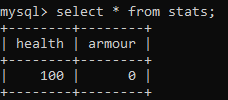 mysql> select * from stats;
+--------+--------+
| health | armour |
+--------+--------+
|    100 |      0 |
+--------+--------+